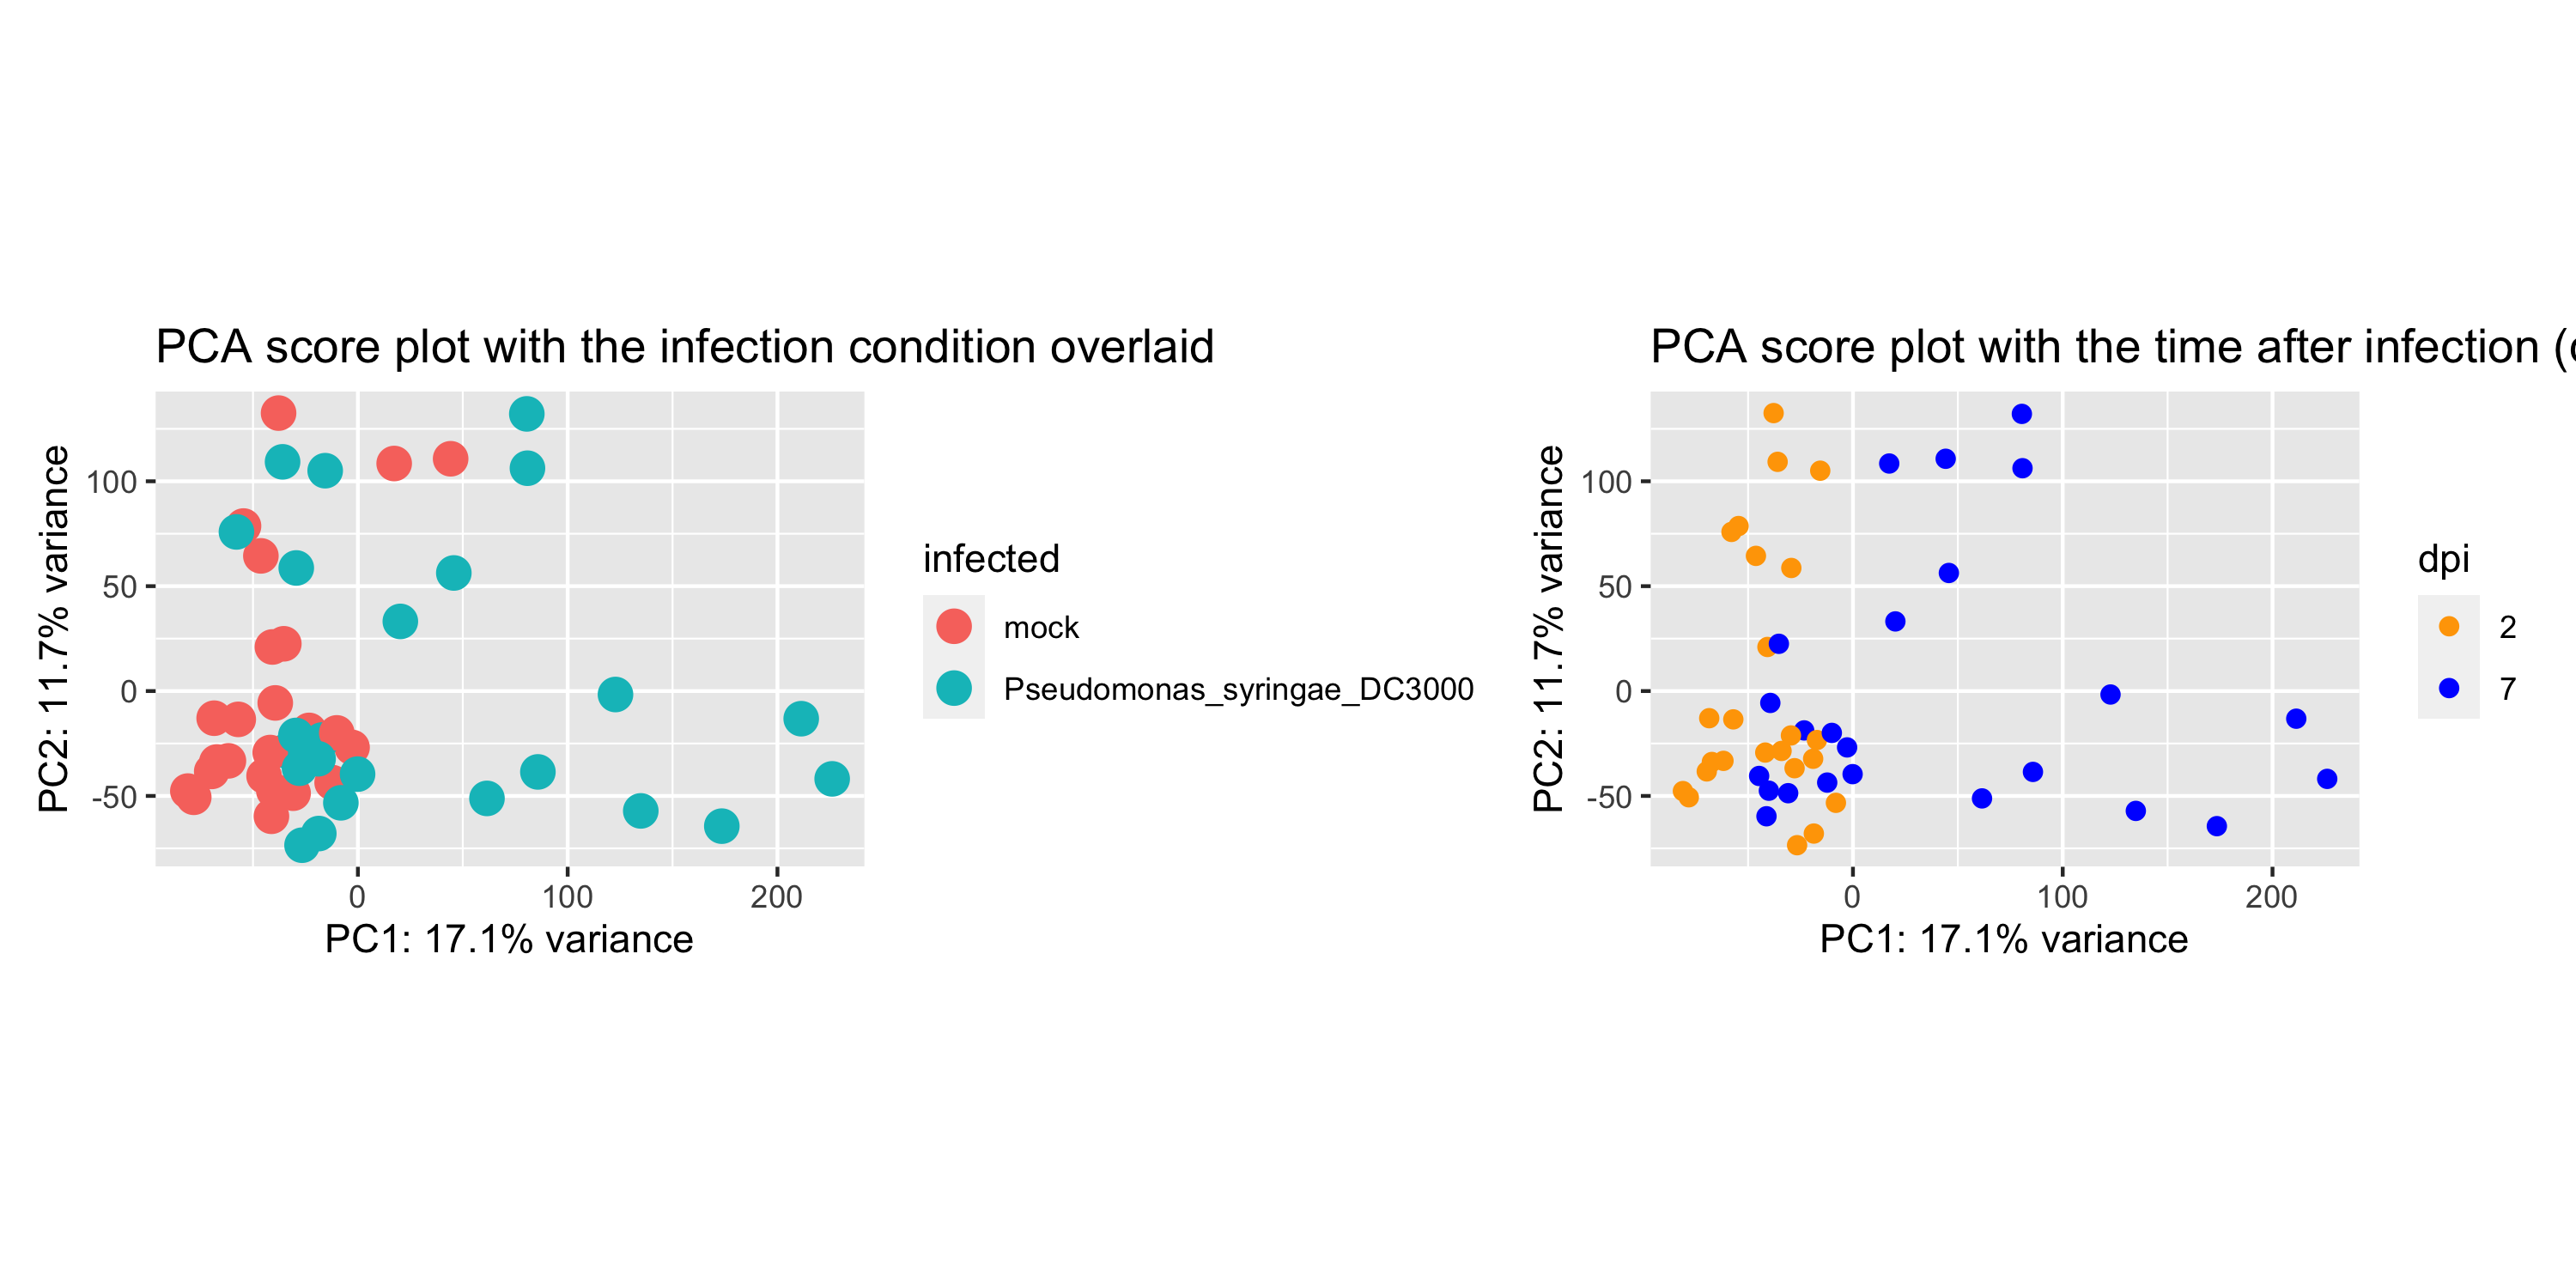 PCA score plot with the infection condition overlaid
PC2: 11.7% variance
100
50
0
-50
0
100
200
PC1: 17.1% variance
infected
mock
Pseudomonas_syringae_DC3000
PCA score plot with the time after infection (
PC2: 11.7% variance
100
50
0
-50
0
100
200
PC1: 17.1% variance
dpi
2
7